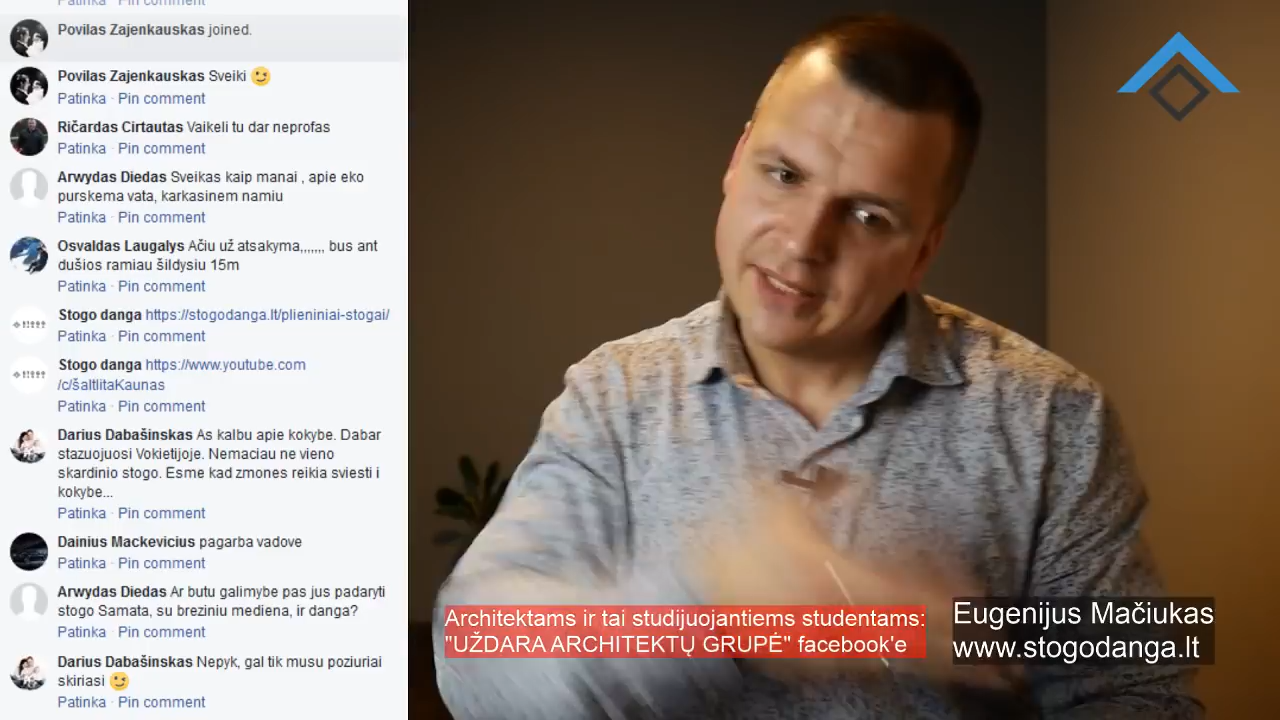 Patinka · Pin comment
Povilas Zajenkauskas joined.
Povilas Zajenkauskas Sveiki
Patinka · Pin comment
Ričardas Cirtautas Vaikeli tu dar neprofas
Patinka · Pin comment
Arwydas Diedas Sveikas kaip manai , apie eko
purskema vata, karkasinem namiu
Patinka · Pin comment
Osvaldas Laugalys Ačiu už atsakyma,,,,,,, bus ant
dušios ramiau šildysiu 15m
Patinka · Pin comment
Stogo danga https://stogodanga.lt/plieniniai-stogai/
Patinka · Pin comment
Stogo danga https://www.youtube.com
/c/šaltlitaKaunas
Patinka · Pin comment
Darius Dabašinskas As kalbu apie kokybe. Dabar
stazuojuosi Vokietijoje. Nemaciau ne vieno
skardinio stogo. Esme kad zmones reikia sviesti i
kokybe...
Patinka · Pin comment
Dainius Mackevicius pagarba vadove
Patinka · Pin comment
Arwydas Diedas Ar butu galimybe pas jus padaryti
stogo Samata, su breziniu mediena, ir danga?
Patinka · Pin comment
Darius Dabašinskas Nepyk, gal tik musu poziuriai
skiriasi
Patinka · Pin comment
Architektams ir tai studijuojantiems studentams:
"UŽDARA ARCHITEKTŲ GRUPĖ" facebook'e
Eugenijus Mačiukas
www.stogodanga.lt